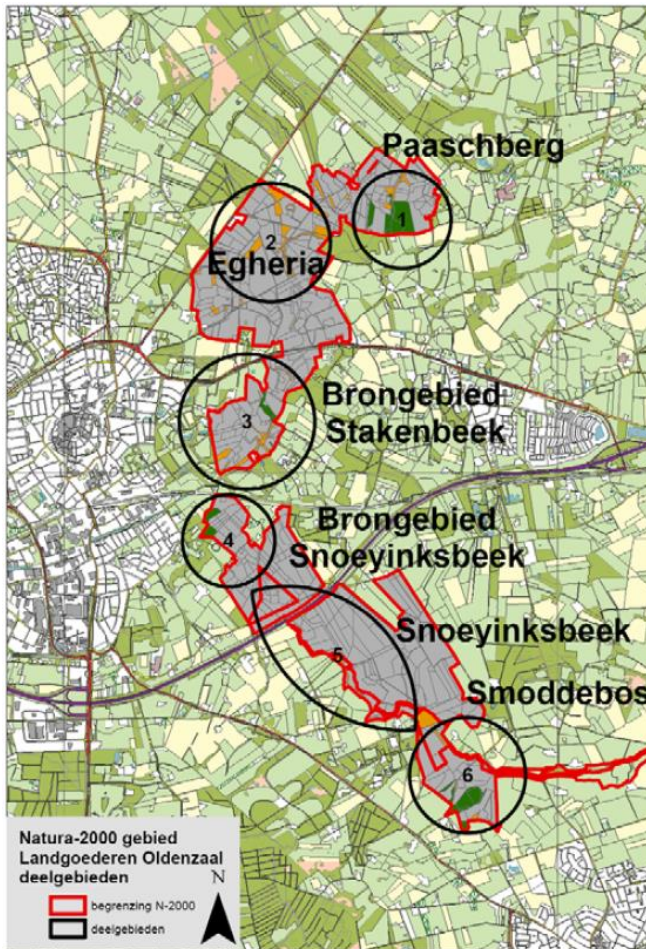 Paaschberg
1
2
Egheria
Brongebied
Stakenbeek
3
Brongebied
Snoeyinksbeek
4
Snoeyinksbeek
5
Smoddebos
6
Natura-2000 gebied
Landgoederen Oldenzaal
deelgebieden
N
begrenzing N-2000
deelgebieden